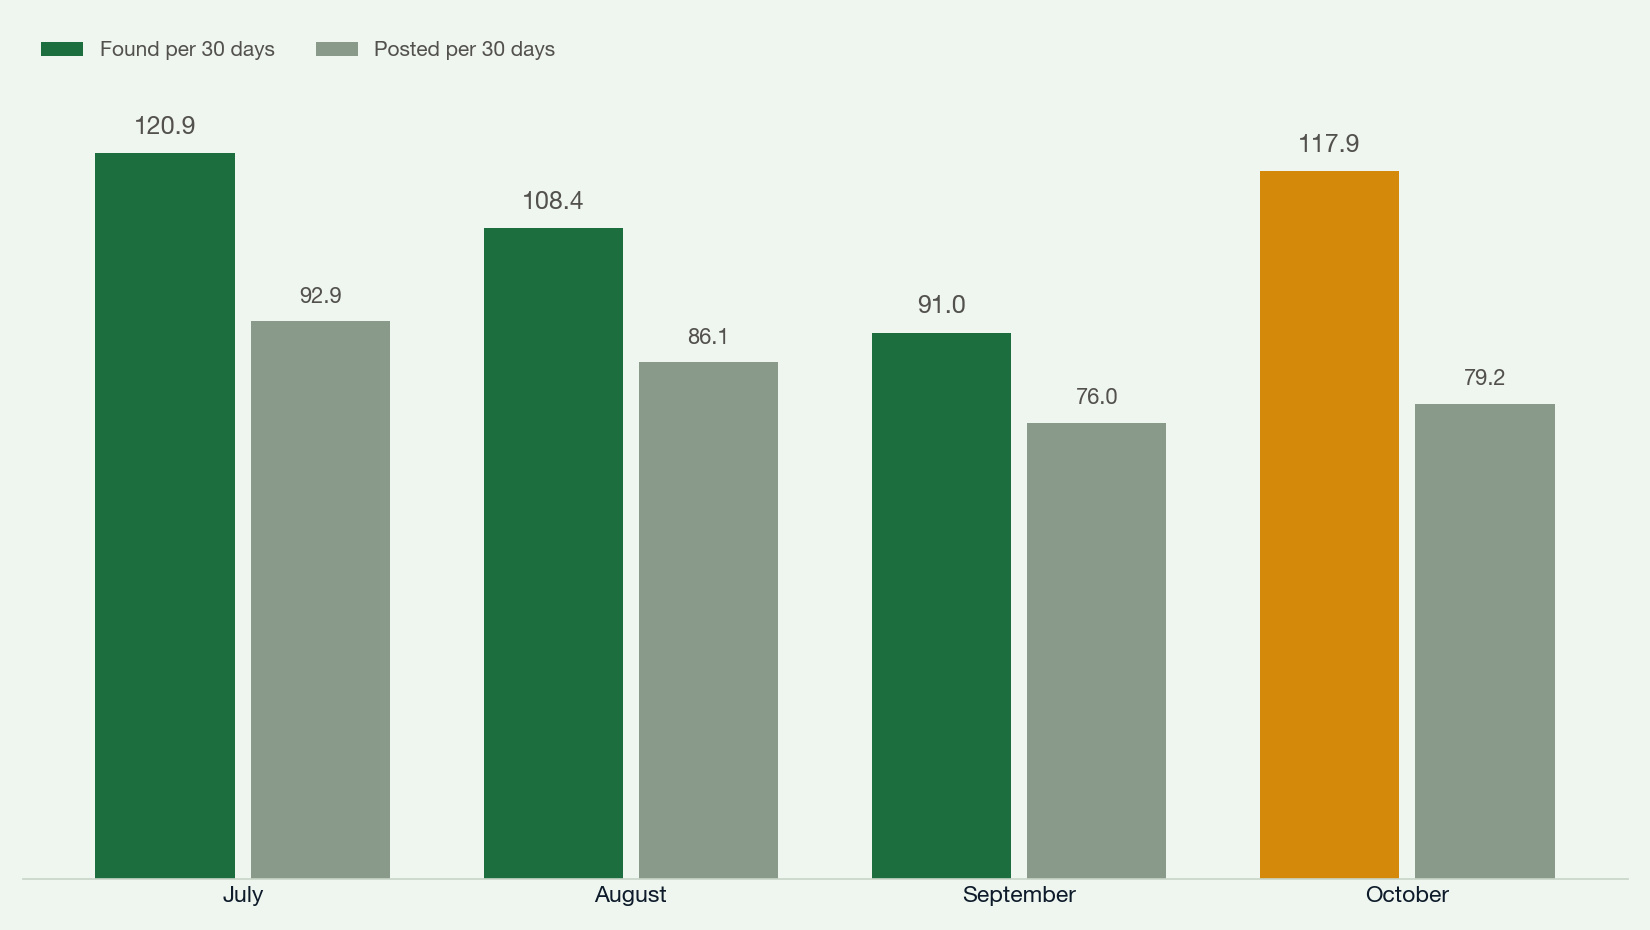 Found per 30 days
Posted per 30 days
120.9
92.9
108.4
86.1
91.0
76.0
117.9
79.2
July
August
September
October